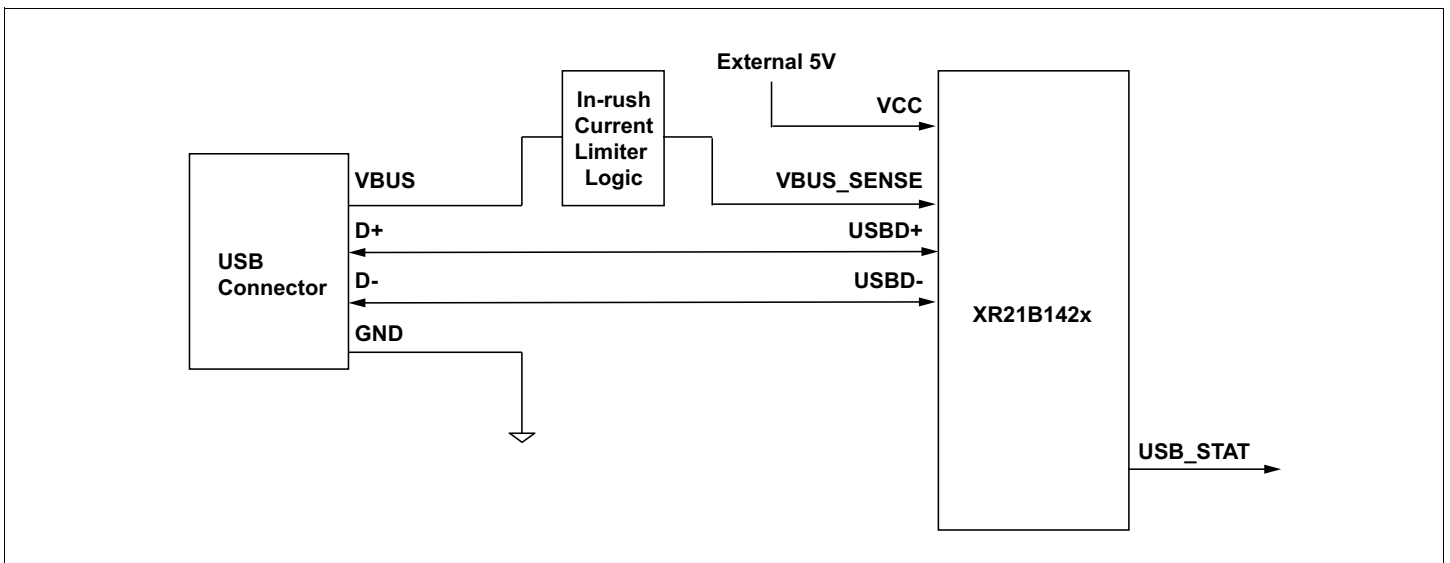 External 5V
In-rush
Current
Limiter
Logic
VCC
VBUS
VBUS_SENSE
D+
USBD+
USB
Connector
D-
USBD-
GND
XR21B142x
USB_STAT